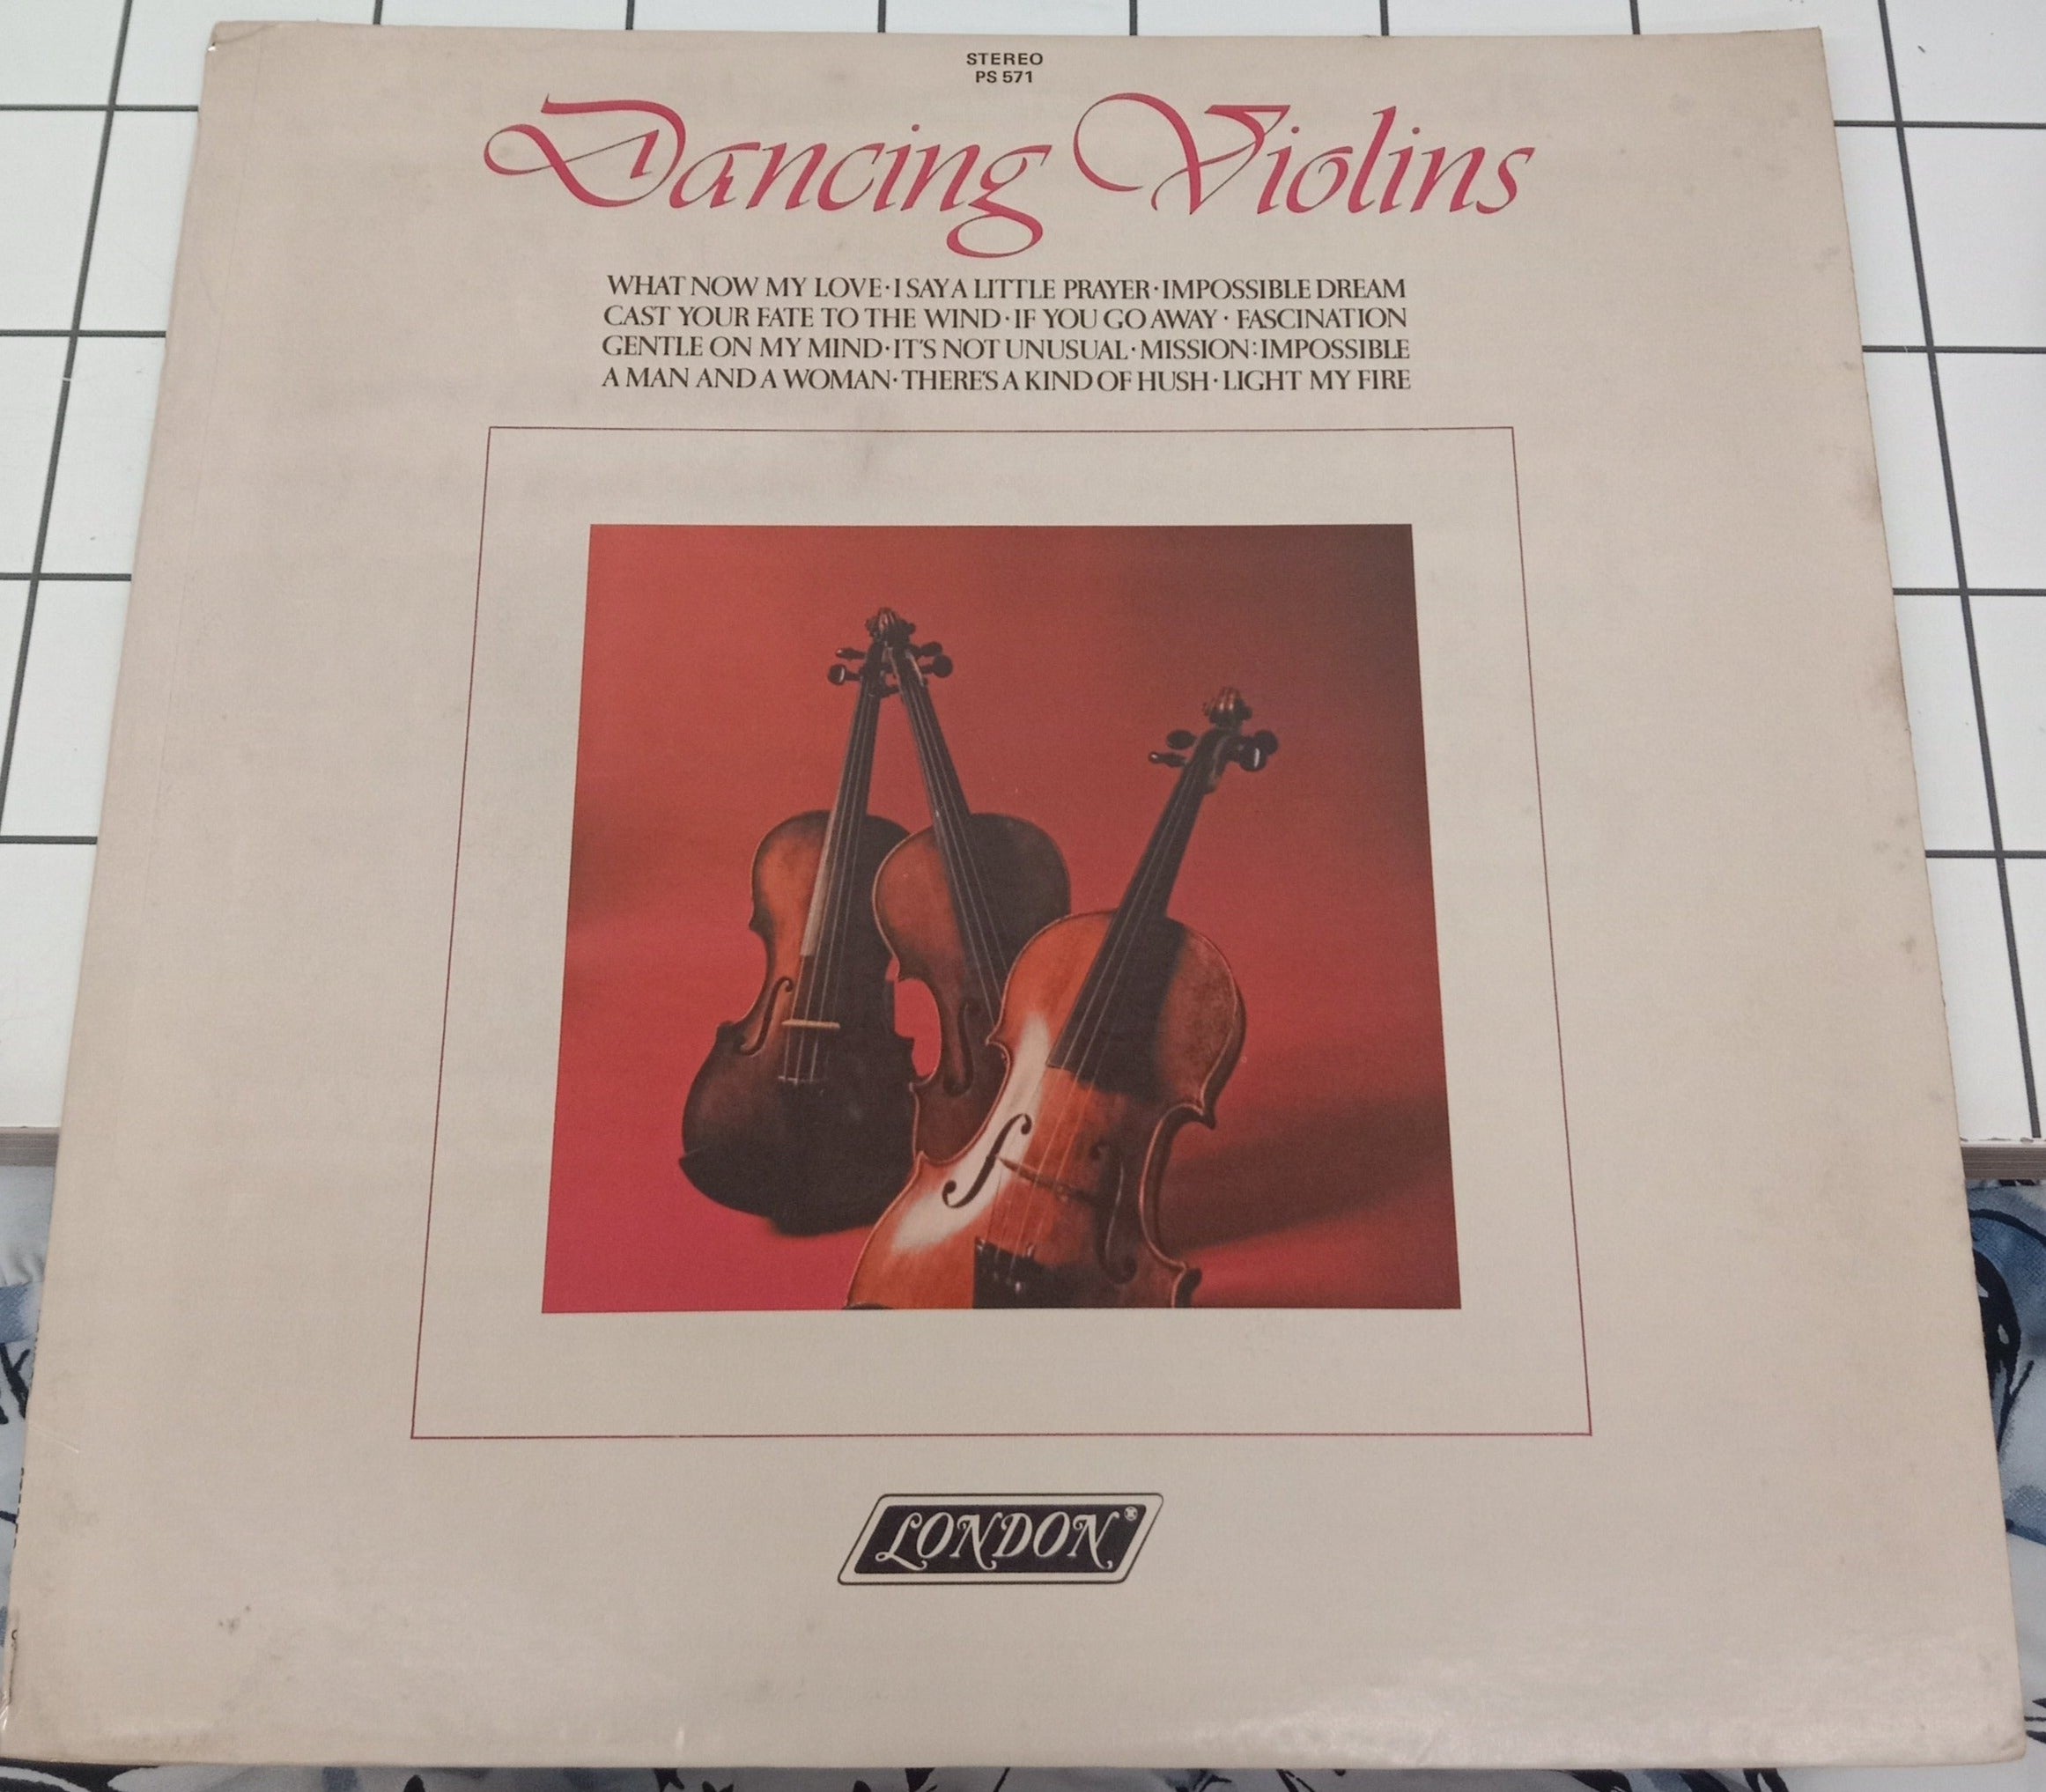 STEREO
PS 571
Dancing Violins
WHAT NOW MY LOVE · I SAY A LITTLE PRAYER · IMPOSSIBLE DREAM
CAST YOUR FATE TO THE WIND · IF YOU GO AWAY · FASCINATION
GENTLE ON MY MIND · IT'S NOT UNUSUAL · MISSION: IMPOSSIBLE
A MAN AND A WOMAN · THERE'S A KIND OF HUSH · LIGHT MY FIRE
LONDON